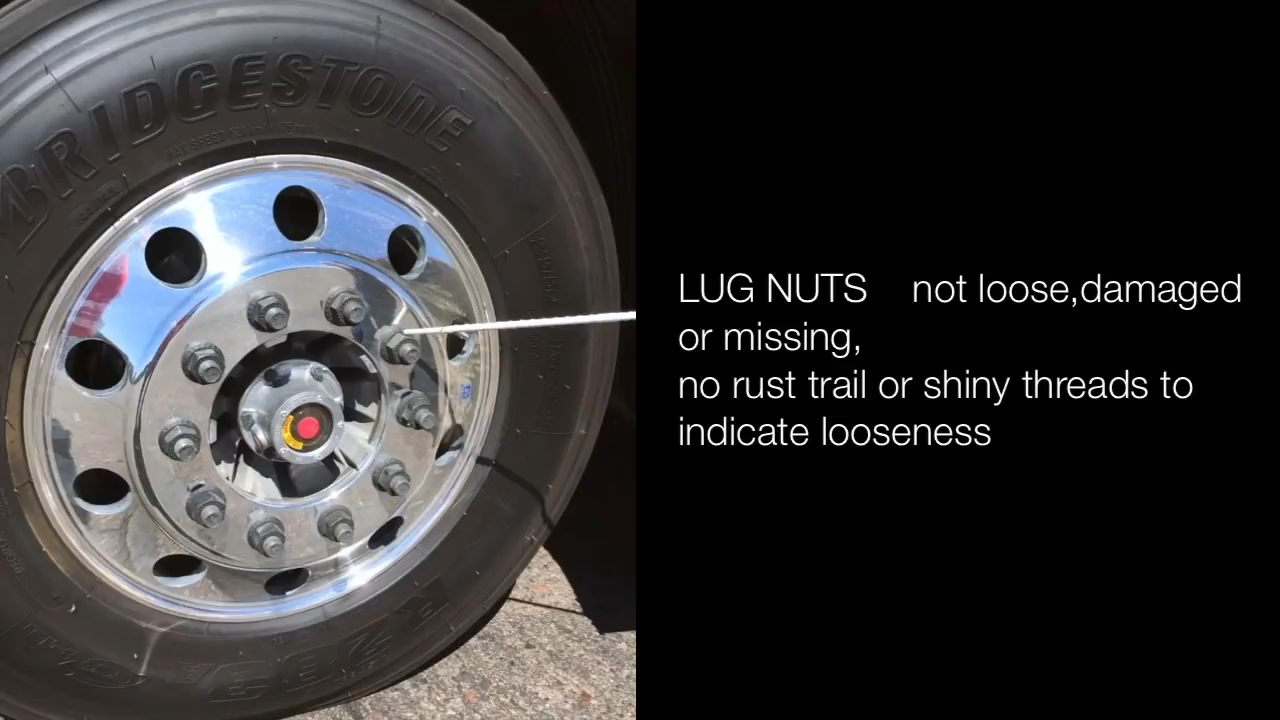 BRIDGESTONE
LUG NUTS not loose,damaged
or missing,
no rust trail or shiny threads to
indicate looseness